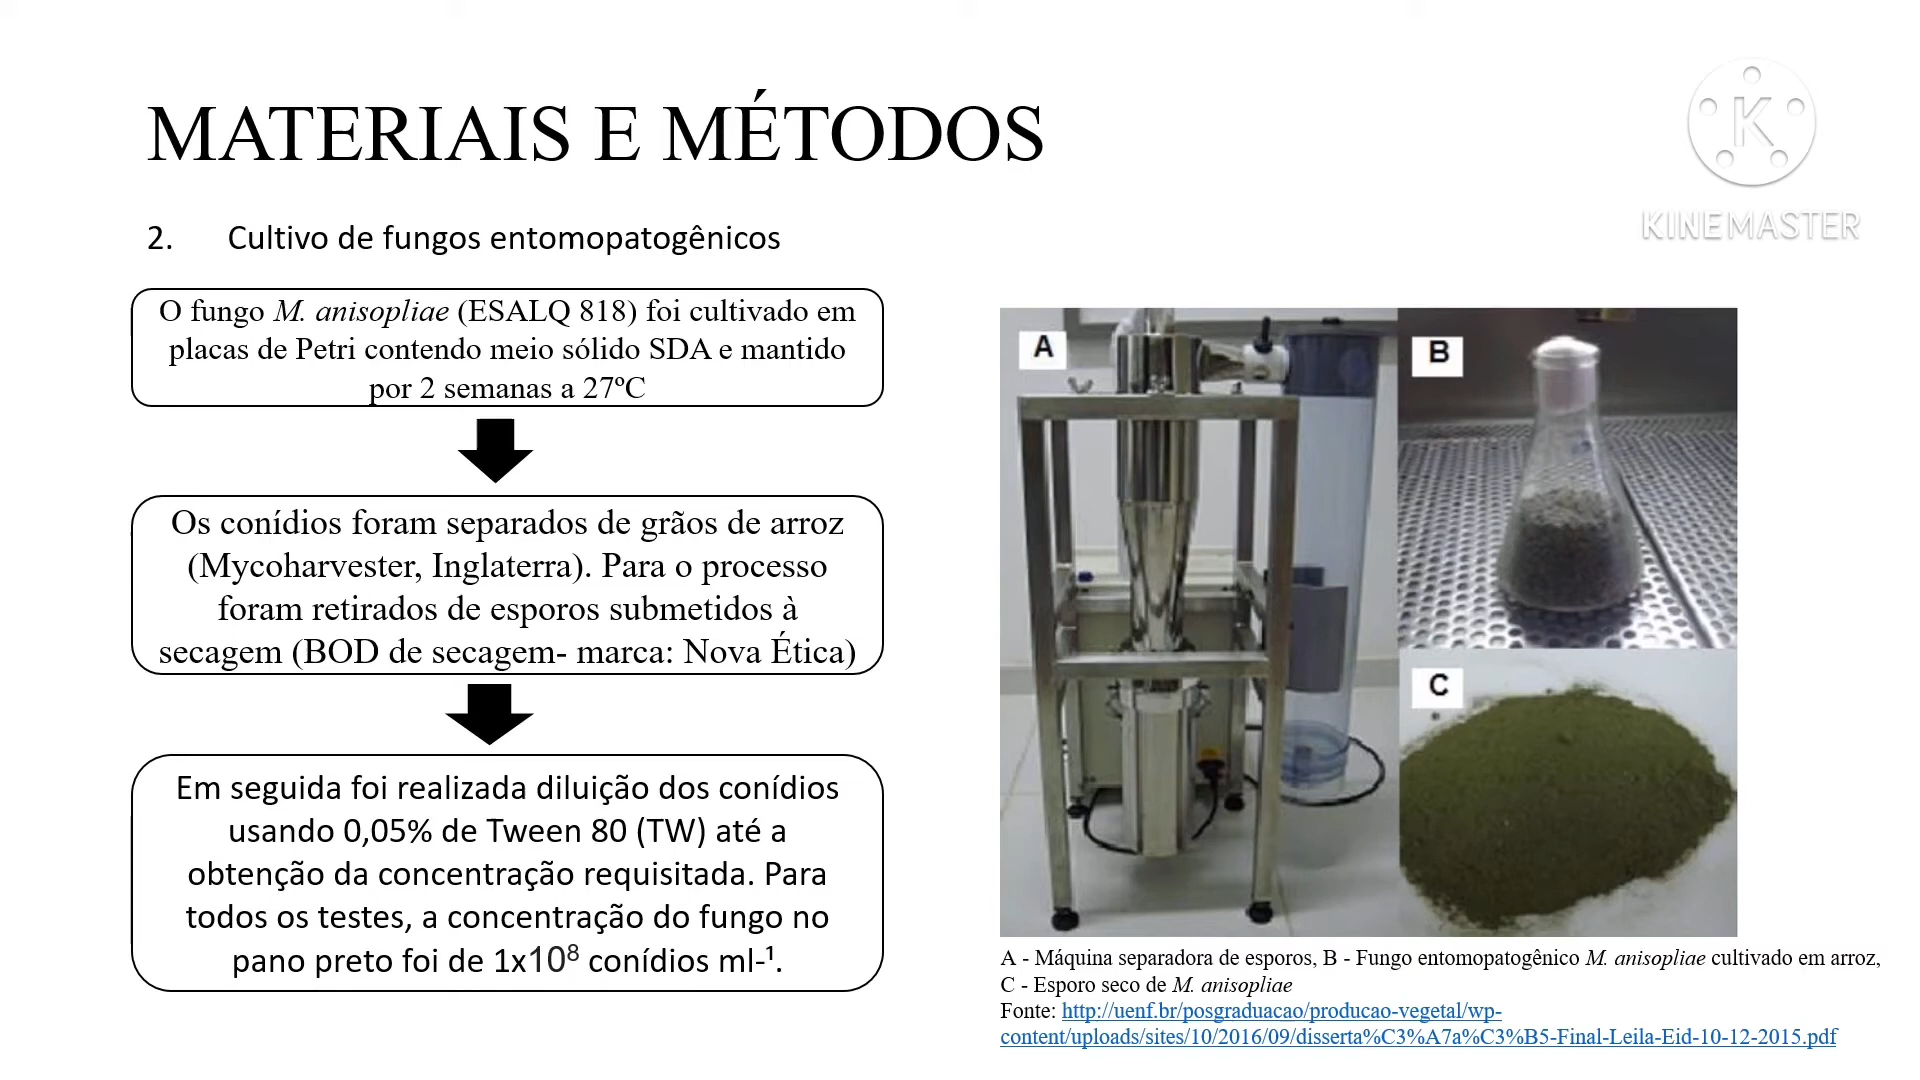 MATERIAIS E MÉTODOS
K
KINEMASTER
2. Cultivo de fungos entomopatogênicos
O fungo M. anisopliae (ESALQ 818) foi cultivado em
placas de Petri contendo meio sólido SDA e mantido
por 2 semanas a 27ºC
Os conídios foram separados de grãos de arroz
(Mycoharvester, Inglaterra). Para o processo
foram retirados de esporos submetidos à
secagem (BOD de secagem- marca: Nova Ética)
Em seguida foi realizada diluição dos conídios
usando 0,05% de Tween 80 (TW) até a
obtenção da concentração requisitada. Para
todos os testes, a concentração do fungo no
pano preto foi de 1x10⁸ conídios ml-¹.
A
B
C
A - Máquina separadora de esporos, B - Fungo entomopatogênico M. anisopliae cultivado em arroz,
C - Esporo seco de M. anisopliae
Fonte: http://uenf.br/posgraduacao/producao-vegetal/wp-
content/uploads/sites/10/2016/09/disserta%C3%A7a%C3%B5-Final-Leila-Eid-10-12-2015.pdf